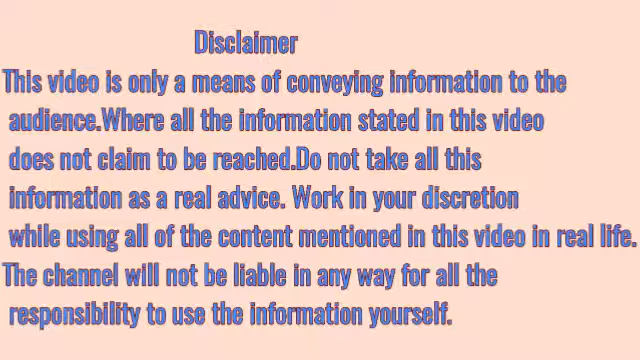 Disclaimer
This video is only a means of conveying information to the
audience.Where all the information stated in this video
does not claim to be reached.Do not take all this
information as a real advice. Work in your discretion
while using all of the content mentioned in this video in real life.
The channel will not be liable in any way for all the
responsibility to use the information yourself.